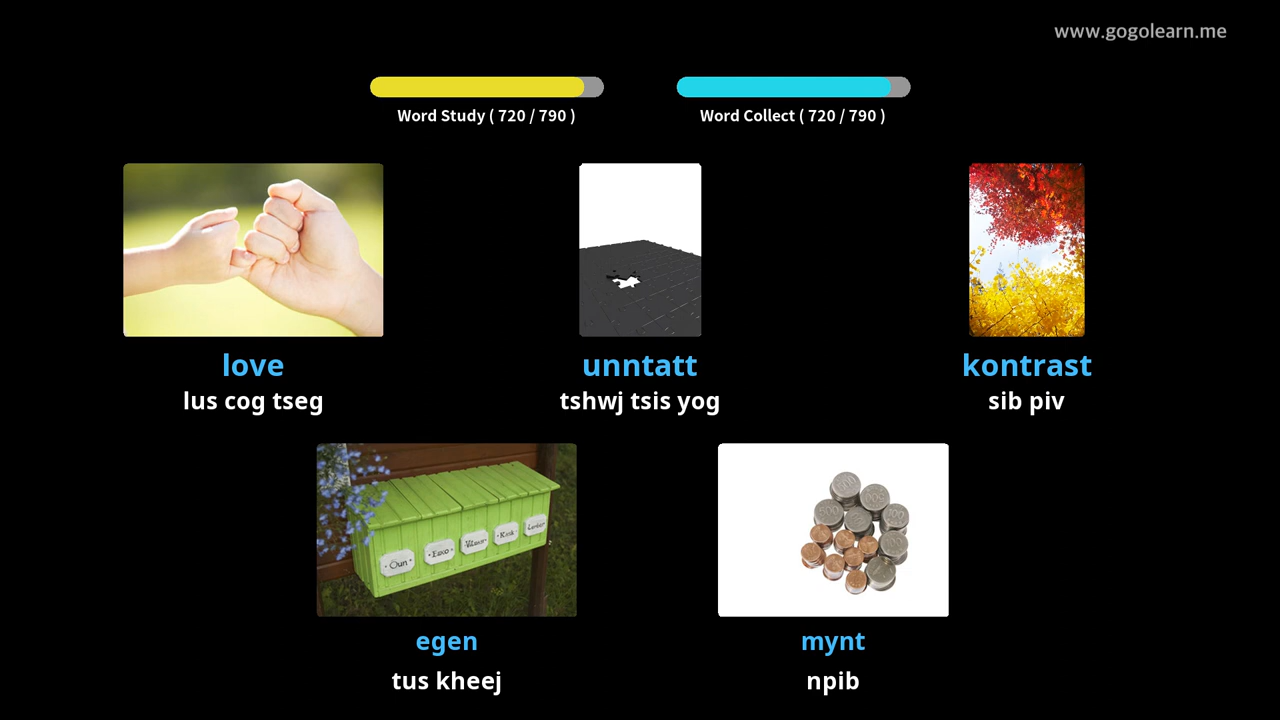 www.gogolearn.me
Word Study ( 720 / 790 )
Word Collect ( 720 / 790 )
love
lus cog tseg
unntatt
tshwj tsis yog
kontrast
sib piv
egen
tus kheej
mynt
npib